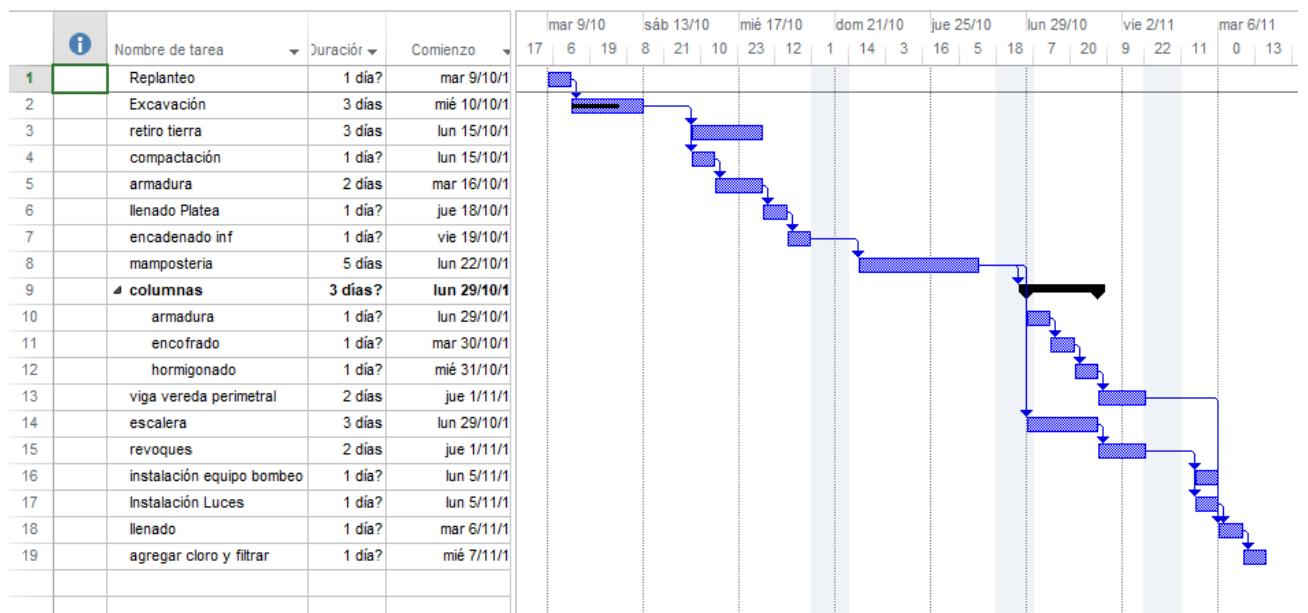 mar 9/10 sáb 13/10 mié 17/10 dom 21/10 jue 25/10 lun 29/10 vie 2/11 mar 6/11
Nombre de tarea Duración Comienzo 17 6 19 8 21 10 23 12 1 14 3 16 5 18 7 20 9 22 11 0 13
1 Replanteo 1 día? mar 9/10/1
2 Excavación 3 días mié 10/10/1
3 retiro tierra 3 días lun 15/10/1
4 compactación 1 día? lun 15/10/1
5 armadura 2 días mar 16/10/1
6 llenado Platea 1 día? jue 18/10/1
7 encadenado inf 1 día? vie 19/10/1
8 mamposteria 5 días lun 22/10/1
9 columnas 3 días? lun 29/10/1
10 armadura 1 día? lun 29/10/1
11 encofrado 1 día? mar 30/10/1
12 hormigonado 1 día? mié 31/10/1
13 viga vereda perimetral 2 días jue 1/11/1
14 escalera 3 días lun 29/10/1
15 revoques 2 días jue 1/11/1
16 instalación equipo bombeo 1 día? lun 5/11/1
17 Instalación Luces 1 día? lun 5/11/1
18 llenado 1 día? mar 6/11/1
19 agregar cloro y filtrar 1 día? mié 7/11/1